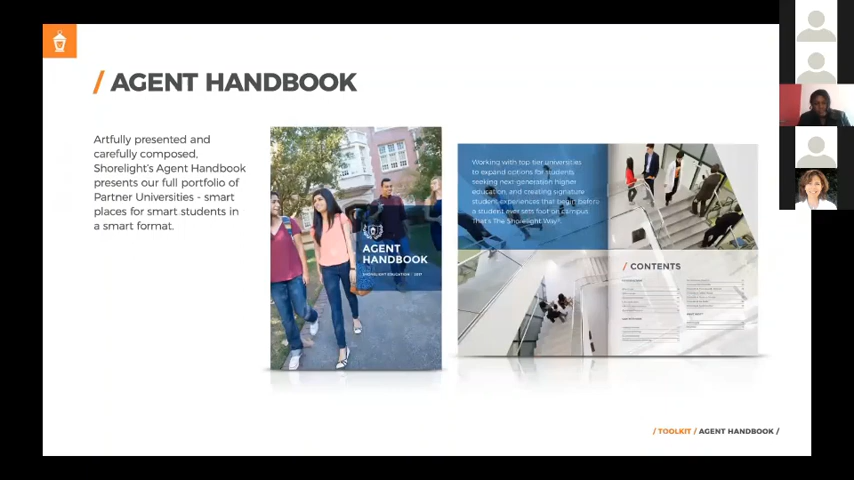 / AGENT HANDBOOK
Artfully presented and
carefully composed,
Shorelight's Agent Handbook
presents our full portfolio of
Partner Universities - smart
places for smart students in
a smart format.
AGENT
HANDBOOK
SHORELIGHT EDUCATION
Working with top-tier universities
to expand options for students
seeking next-generation higher
education, and creating signature
student experiences that begin before
a student ever sets foot on campus.
That's The Shorelight Way
/ CONTENTS
/ TOOLKIT / AGENT HANDBOOK /